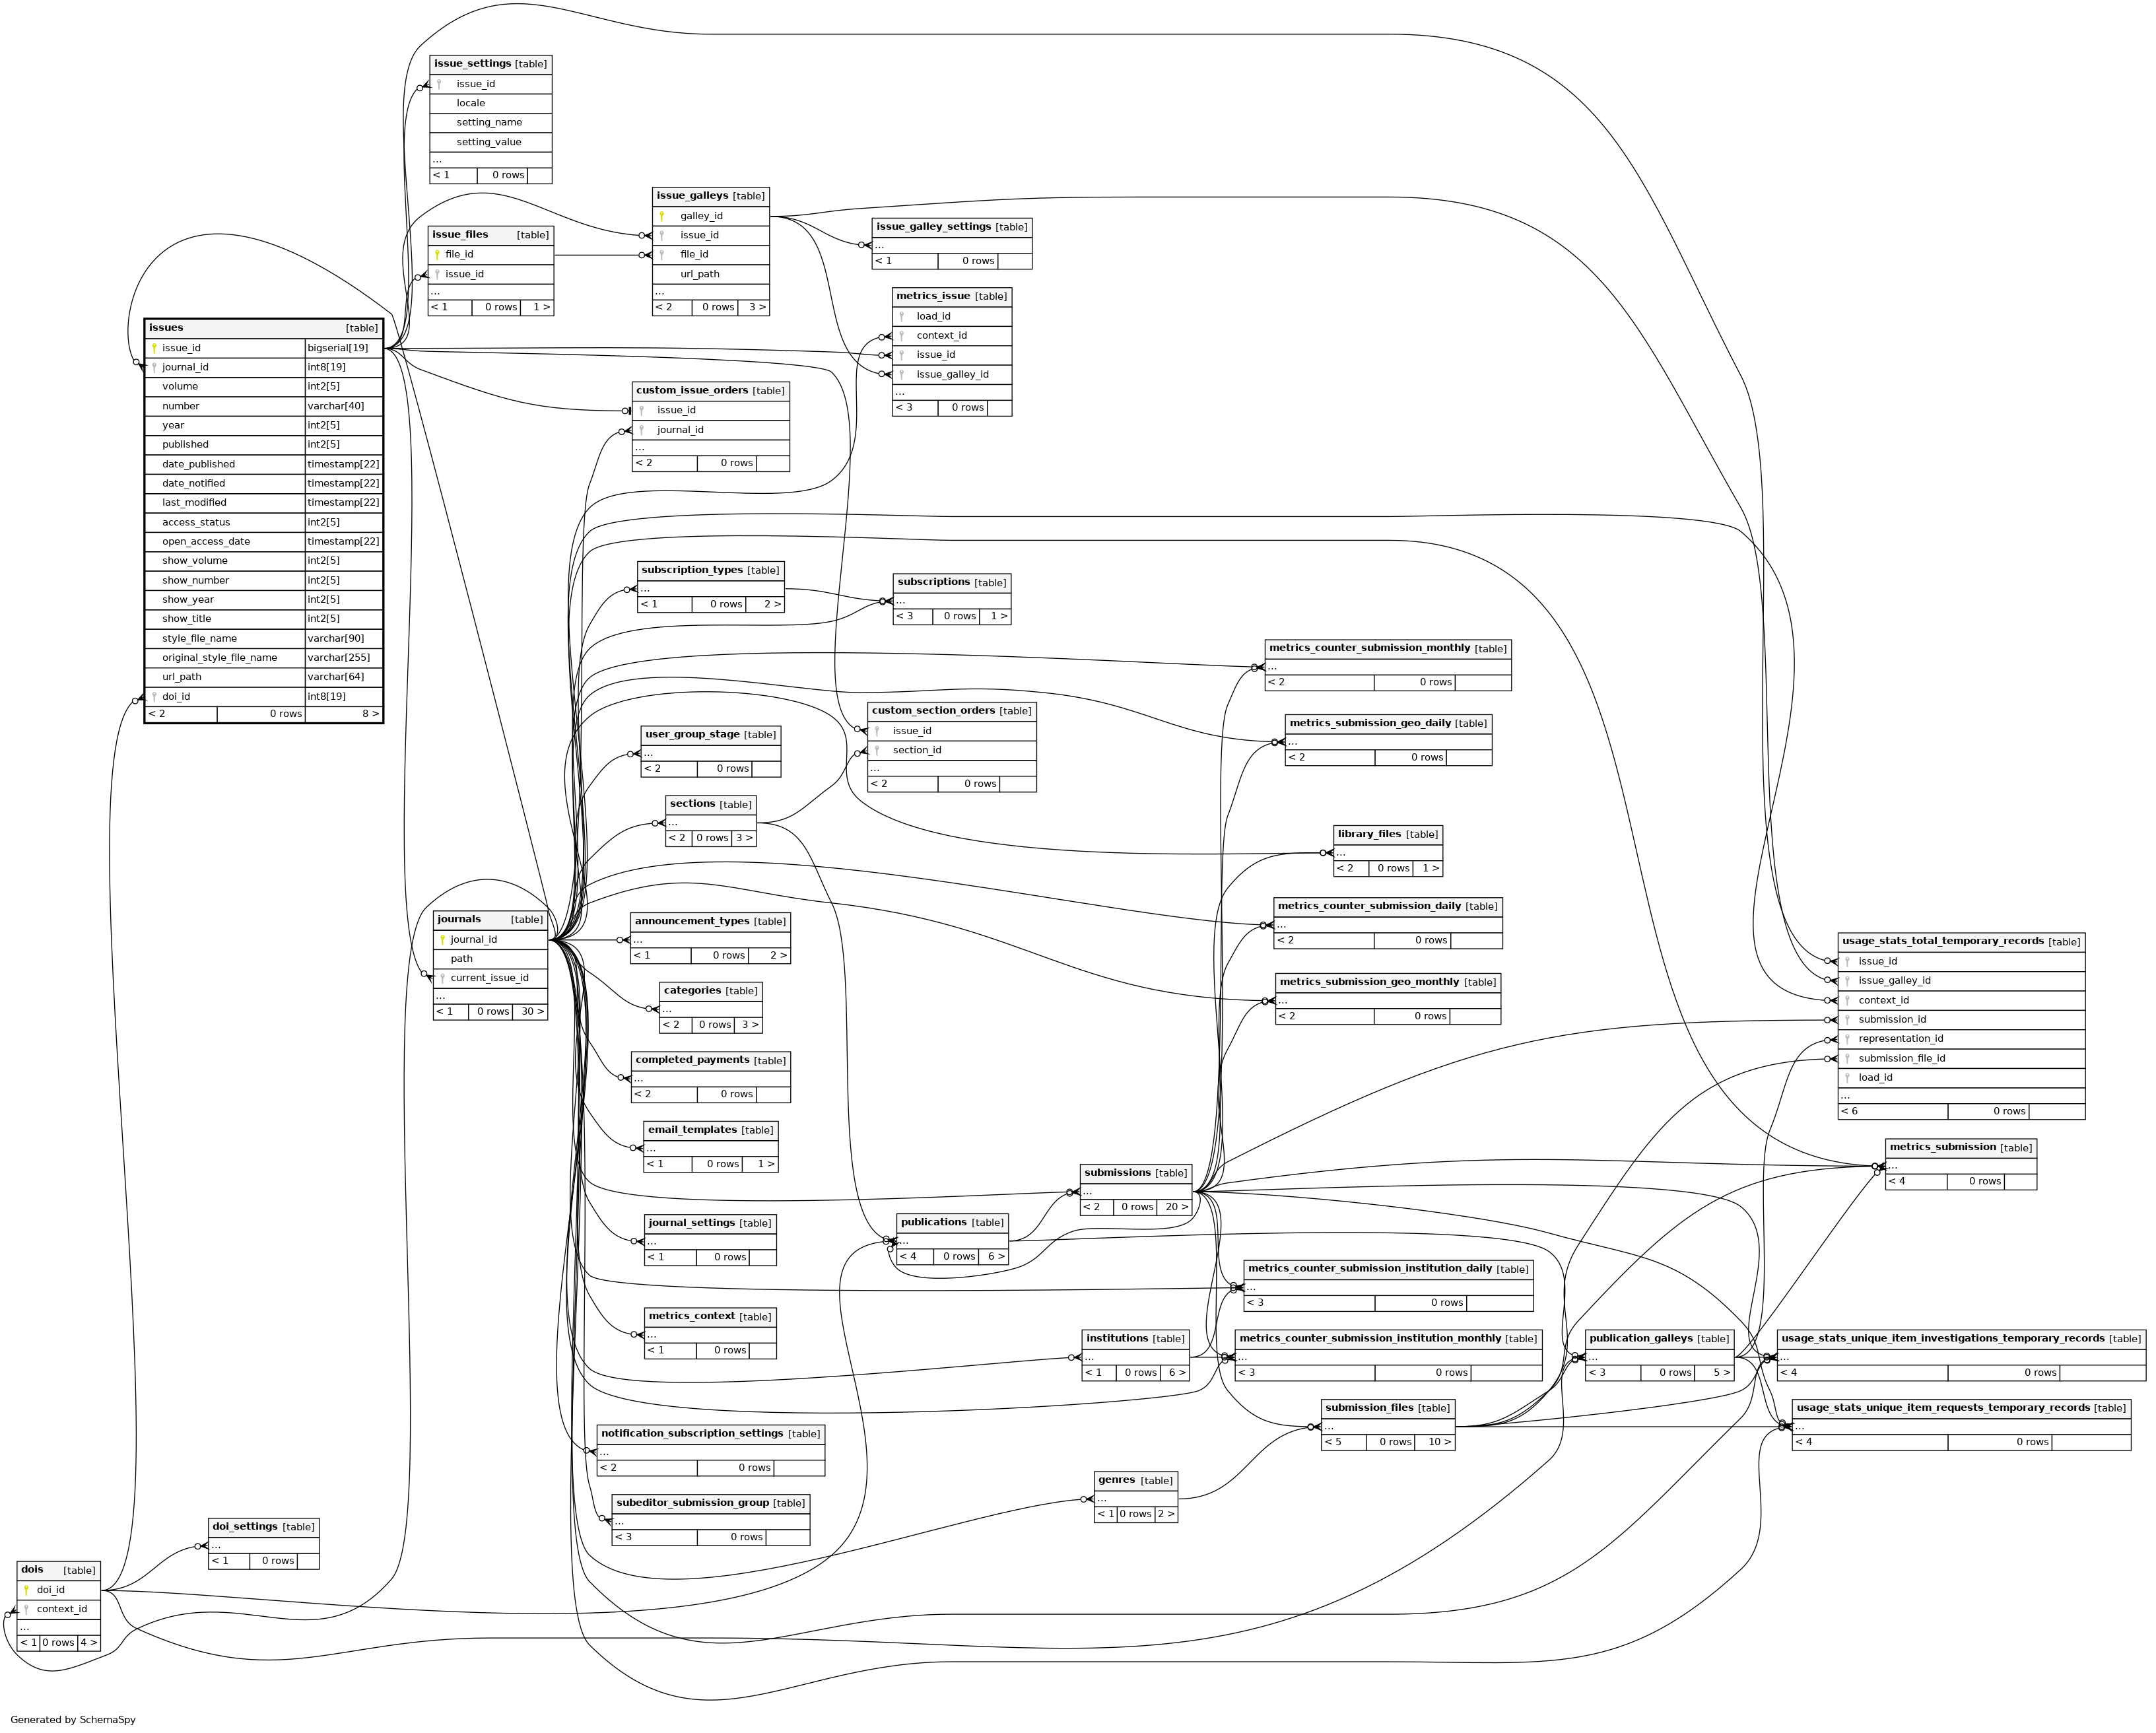 issue_settings [table]
issue_id
locale
setting_name
setting_value
...
< 1 0 rows
issue_galleys [table]
galley_id
issue_id
file_id
url_path
...
< 2 0 rows 3 >
issue_files [table]
file_id
issue_id
...
< 1 0 rows 1 >
issue_galley_settings [table]
...
< 1 0 rows
metrics_issue [table]
load_id
context_id
issue_id
issue_galley_id
...
< 3 0 rows
issues [table]
issue_id bigserial[19]
journal_id int8[19]
volume int2[5]
number varchar[40]
year int2[5]
published int2[5]
date_published timestamp[22]
date_notified timestamp[22]
last_modified timestamp[22]
access_status int2[5]
open_access_date timestamp[22]
show_volume int2[5]
show_number int2[5]
show_year int2[5]
show_title int2[5]
style_file_name varchar[90]
original_style_file_name varchar[255]
url_path varchar[64]
doi_id int8[19]
< 2 0 rows 8 >
custom_issue_orders [table]
issue_id
journal_id
...
< 2 0 rows
subscription_types [table]
...
< 1 0 rows 2 >
subscriptions [table]
...
< 3 0 rows 1 >
metrics_counter_submission_monthly [table]
...
< 2 0 rows
custom_section_orders [table]
issue_id
section_id
...
< 2 0 rows
metrics_submission_geo_daily [table]
...
< 2 0 rows
user_group_stage [table]
...
< 2 0 rows
sections [table]
...
< 2 0 rows 3 >
library_files [table]
...
< 2 0 rows 1 >
metrics_counter_submission_daily [table]
...
< 2 0 rows
journals [table]
journal_id
path
current_issue_id
...
< 1 0 rows 30 >
announcement_types [table]
...
< 1 0 rows 2 >
usage_stats_total_temporary_records [table]
issue_id
issue_galley_id
context_id
submission_id
representation_id
submission_file_id
load_id
...
< 6 0 rows
metrics_submission_geo_monthly [table]
...
< 2 0 rows
categories [table]
...
< 2 0 rows 3 >
completed_payments [table]
...
< 2 0 rows
email_templates [table]
...
< 1 0 rows 1 >
metrics_submission [table]
...
< 4 0 rows
submissions [table]
...
< 2 0 rows 20 >
journal_settings [table]
...
< 1 0 rows
publications [table]
...
< 4 0 rows 6 >
metrics_counter_submission_institution_daily [table]
...
< 3 0 rows
metrics_context [table]
...
< 1 0 rows
institutions [table]
...
< 1 0 rows 6 >
metrics_counter_submission_institution_monthly [table]
...
< 3 0 rows
publication_galleys [table]
...
< 3 0 rows 5 >
usage_stats_unique_item_investigations_temporary_records [table]
...
< 4 0 rows
submission_files [table]
...
< 5 0 rows 10 >
usage_stats_unique_item_requests_temporary_records [table]
...
< 4 0 rows
notification_subscription_settings [table]
...
< 2 0 rows
genres [table]
...
< 1 0 rows 2 >
subeditor_submission_group [table]
...
< 3 0 rows
doi_settings [table]
...
< 1 0 rows
dois [table]
doi_id
context_id
...
< 1 0 rows 4 >
Generated by SchemaSpy